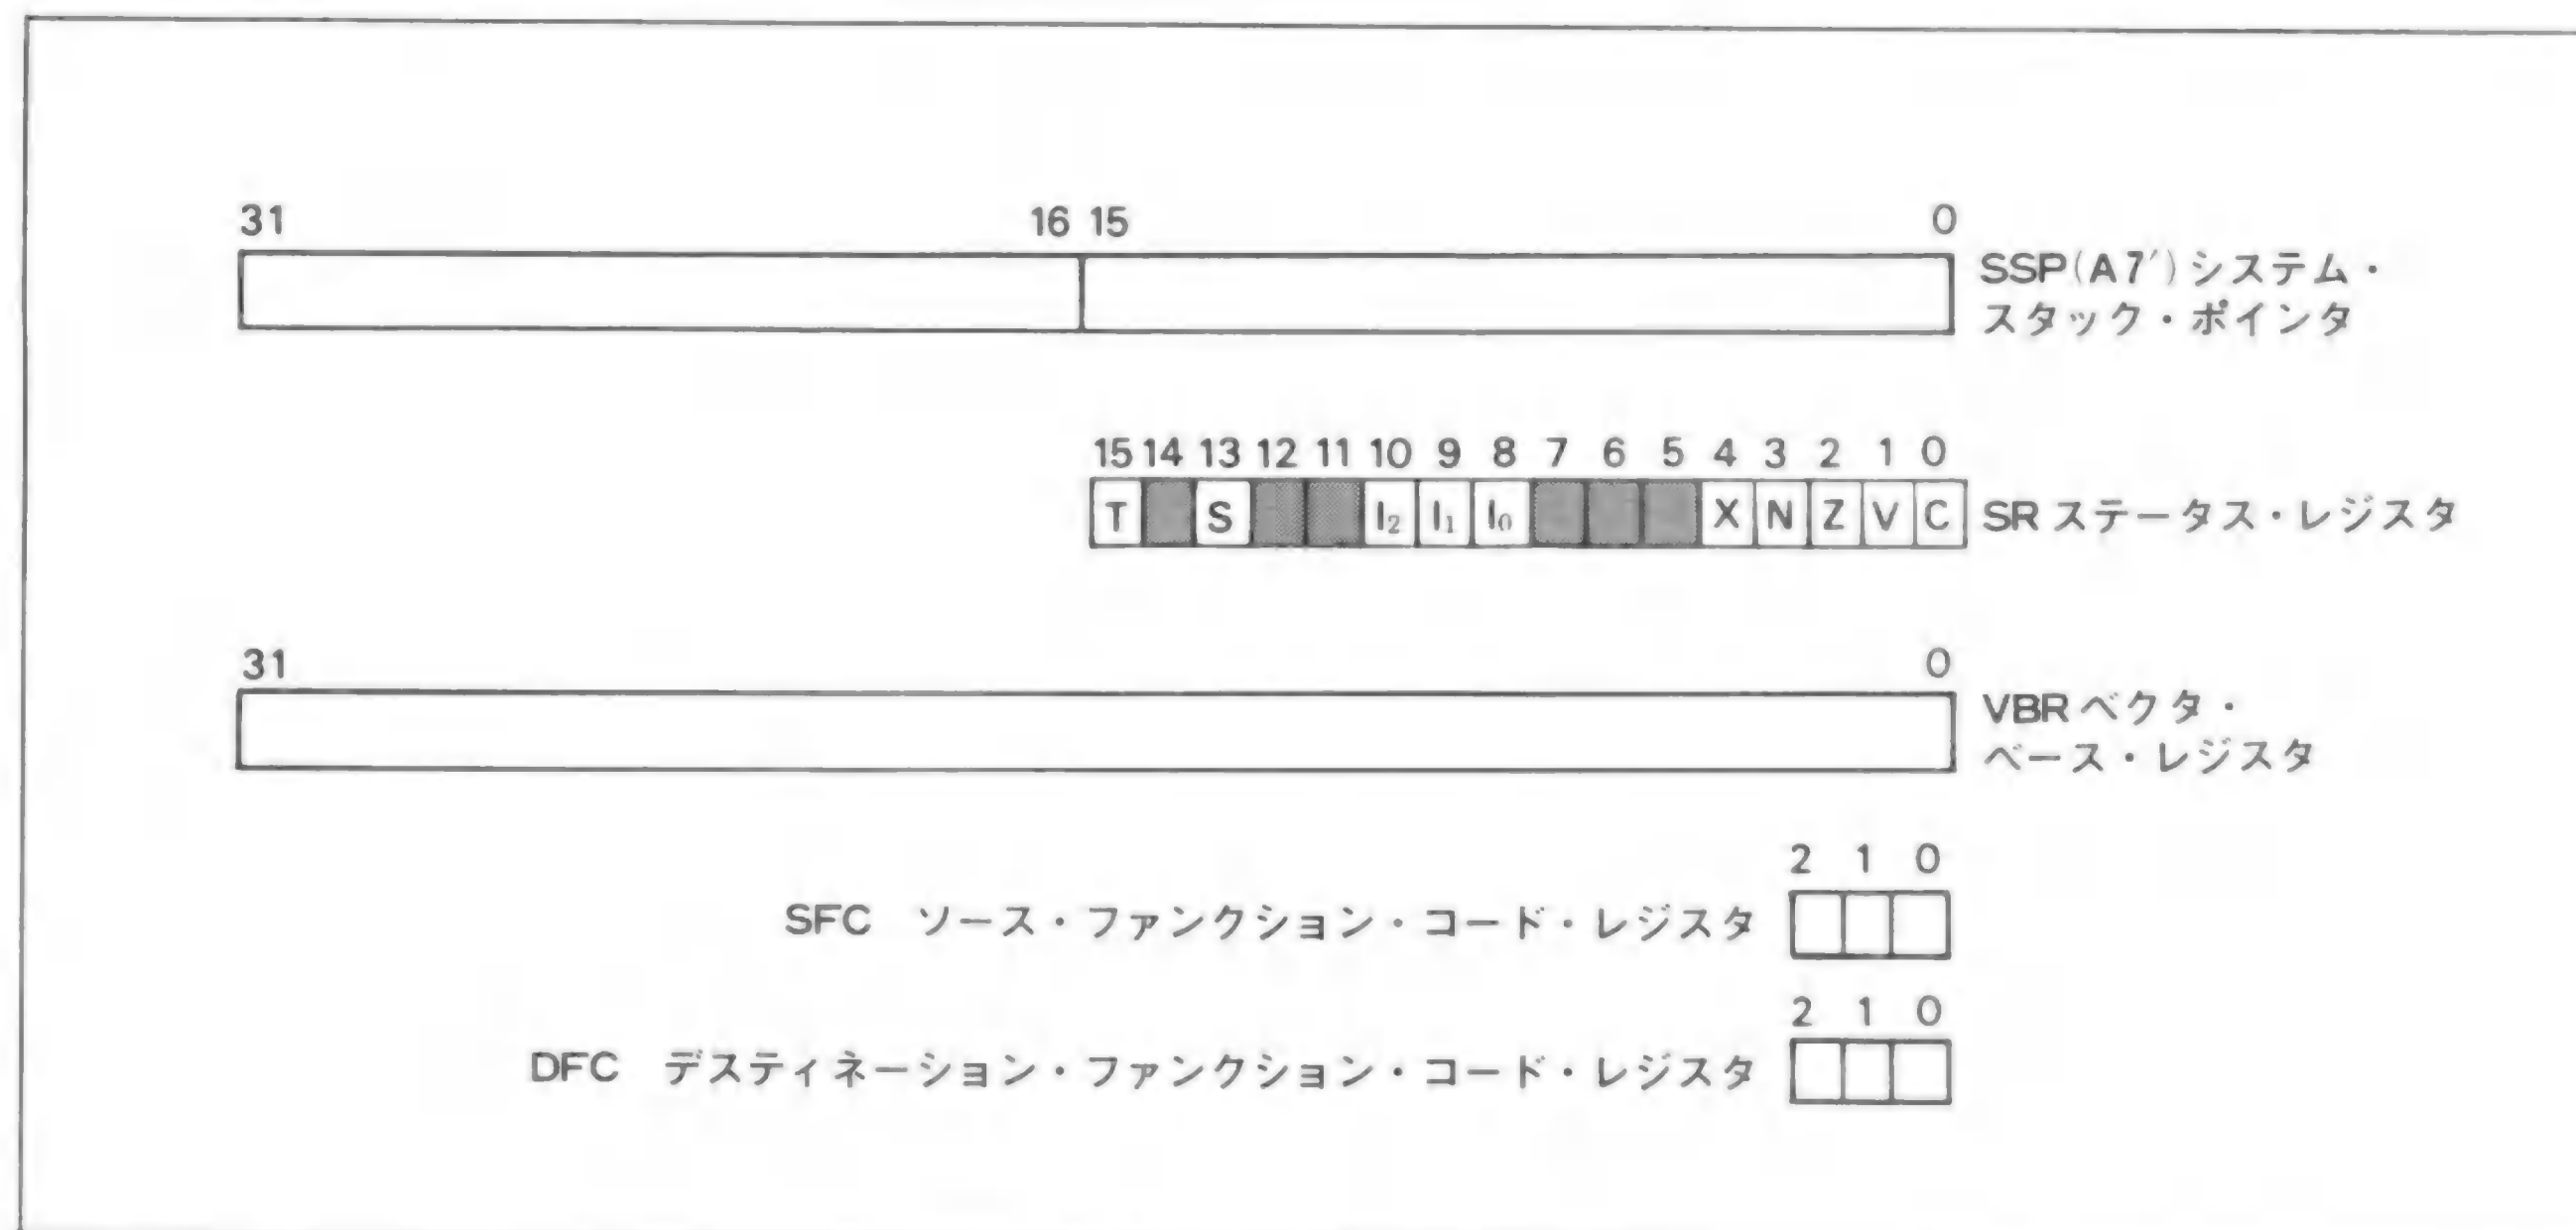 31 16 15 0
SSP(A7′)システム・
スタック・ポインタ
15 14 13 12 11 10 9 8 7 6 5 4 3 2 1 0
T S I₂ I₁ I₀ X N Z V C SR ステータス・レジスタ
31 0
VBR ベクタ・
ベース・レジスタ
2 1 0
SFC ソース・ファンクション・コード・レジスタ
2 1 0
DFC デスティネーション・ファンクション・コード・レジスタ